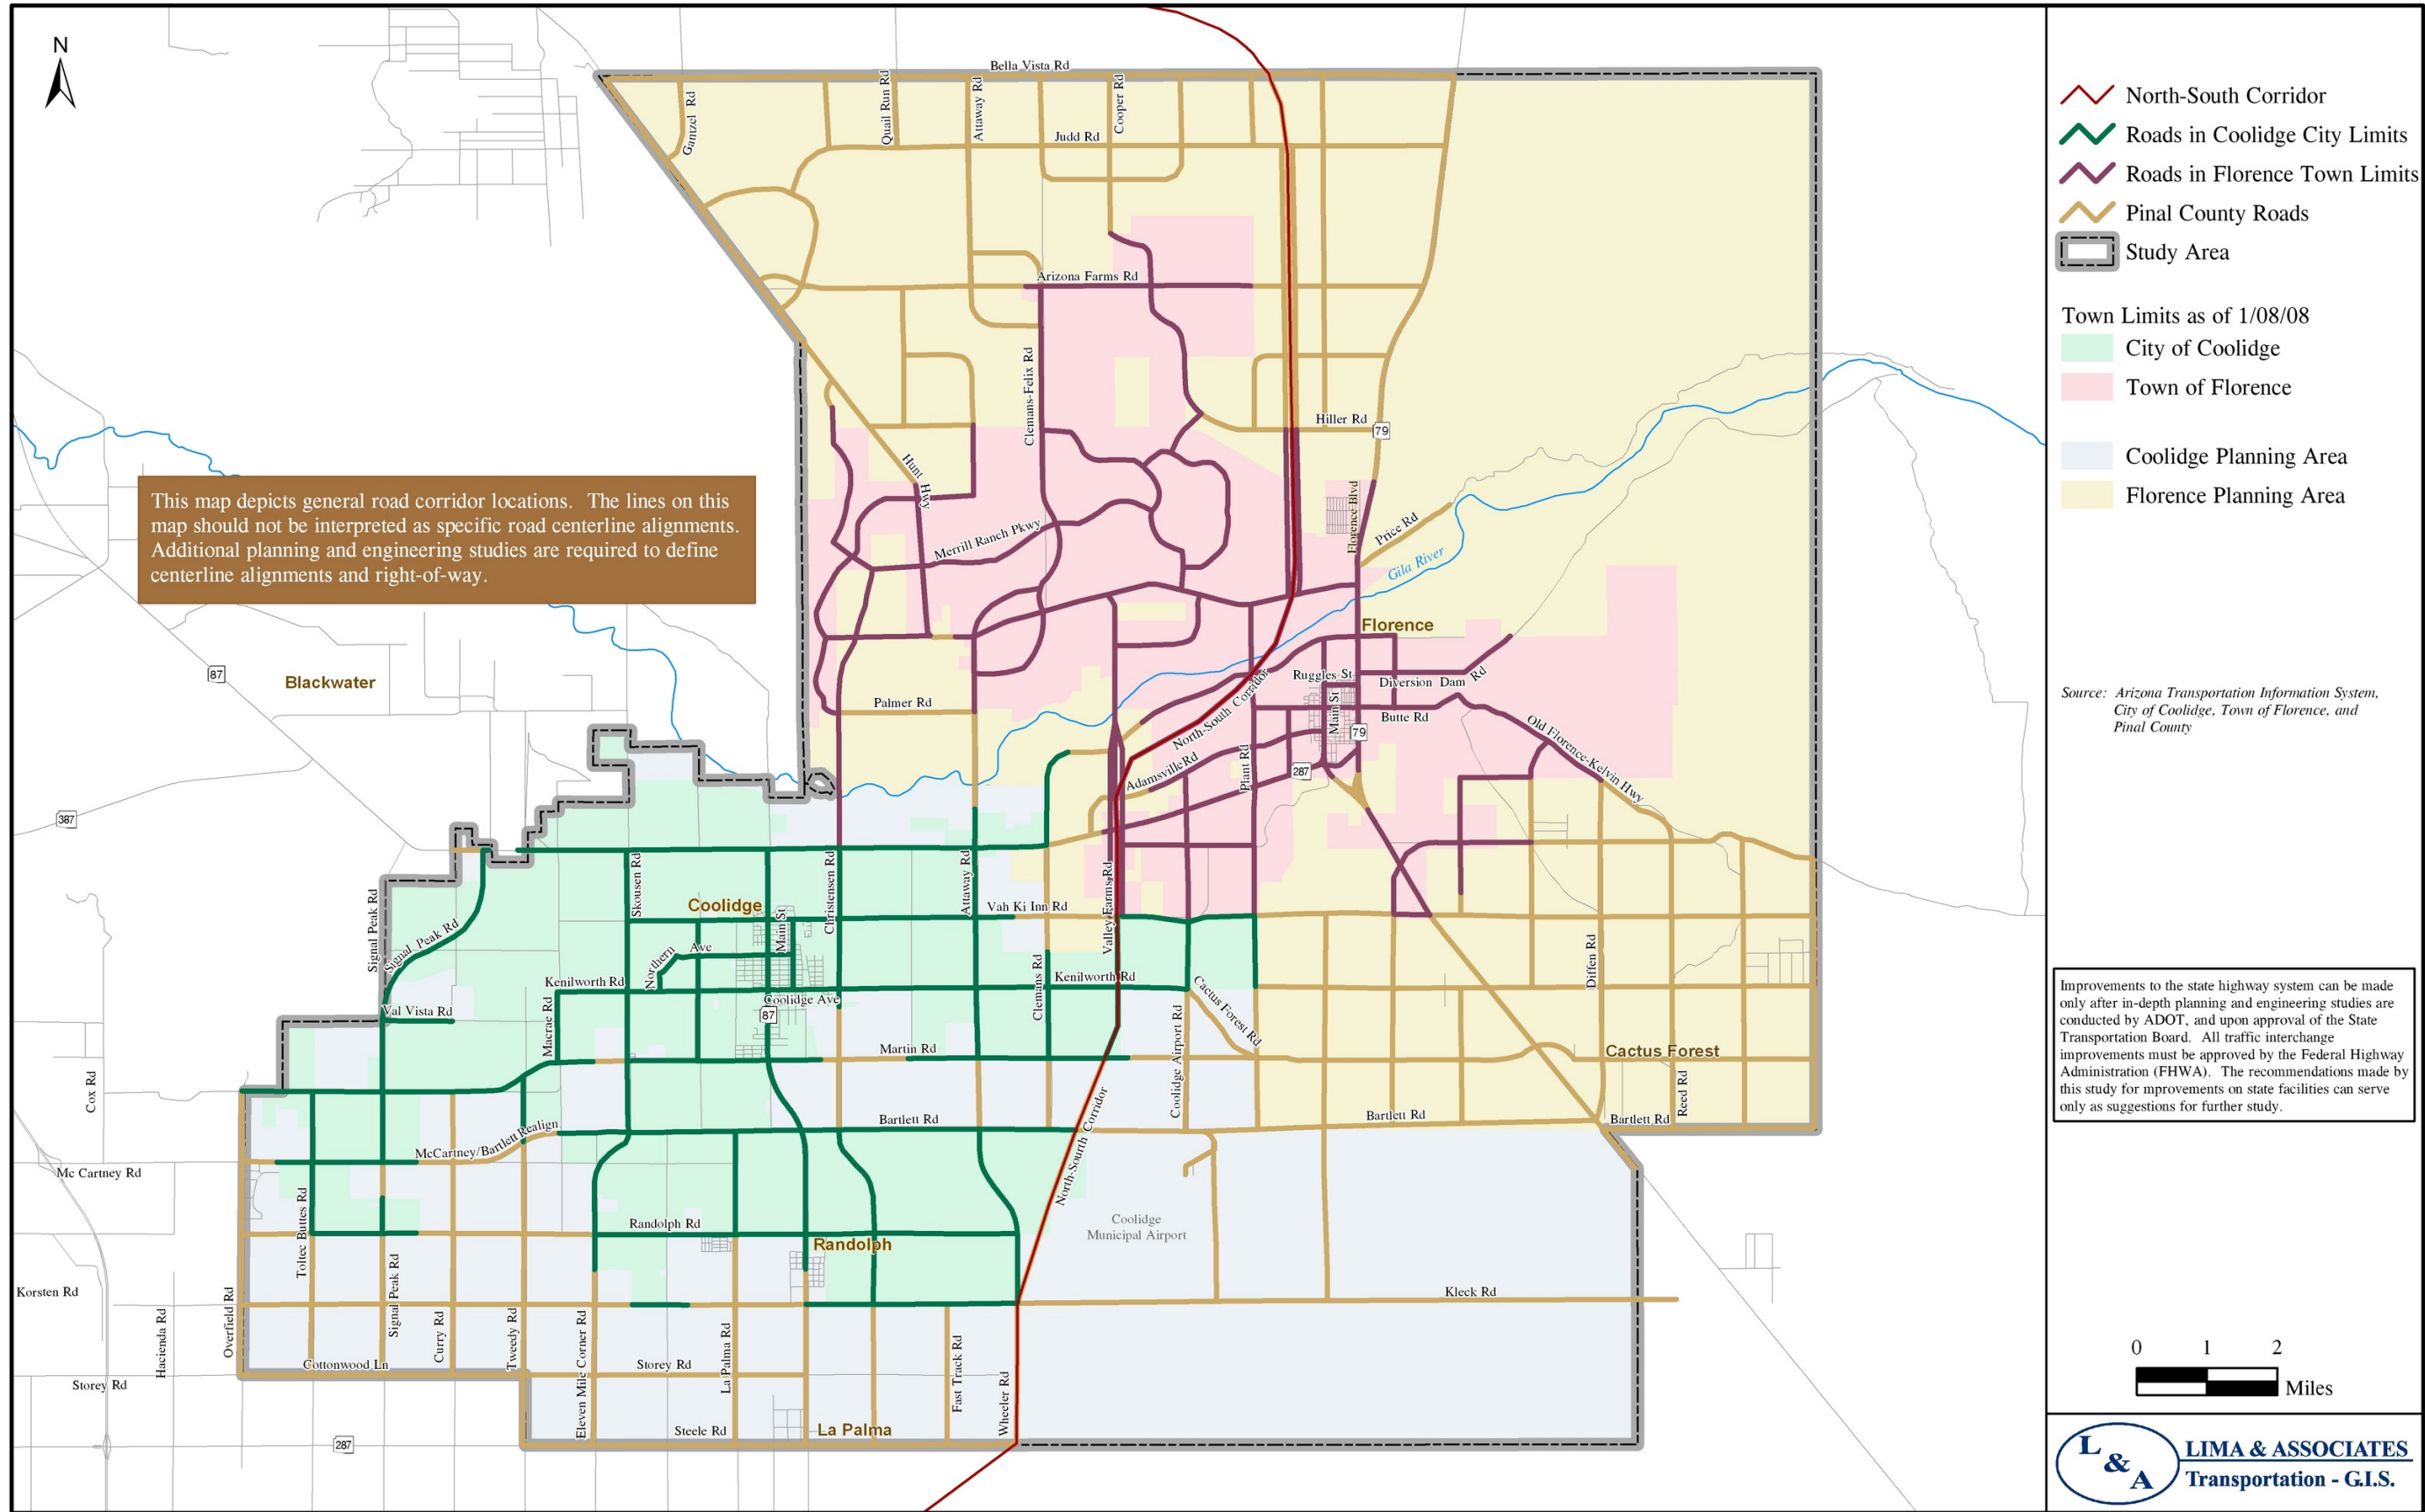 N
Bella Vista Rd
Gantzel Rd
Quail Run Rd
Attaway Rd
Cooper Rd
Judd Rd
Arizona Farms Rd
Clemans-Felix Rd
Hiller Rd
79
Hunt Hwy
Florence Blvd
Price Rd
Merrill Ranch Pkwy
Gila River
This map depicts general road corridor locations. The lines on this
map should not be interpreted as specific road centerline alignments.
Additional planning and engineering studies are required to define
centerline alignments and right-of-way.
Florence
87
Blackwater
Ruggles St
Diversion Dam Rd
Palmer Rd
North-South Corridor
Main St
Butte Rd
Old Florence-Kelvin Hwy
79
Adamsville Rd
Plant Rd
287
387
Signal Peak Rd
Signal Peak Rd
Skousen Rd
Christensen Rd
Attaway Rd
Valley Farms Rd
Coolidge
Vah Ki Inn Rd
Main St
Northern Ave
Kenilworth Rd
Coolidge Ave
Clemans Rd
Kenilworth Rd
Cactus Forest Rd
Diffen Rd
Val Vista Rd
Macrae Rd
87
Martin Rd
Coolidge Airport Rd
Cactus Forest
Cox Rd
Reed Rd
Bartlett Rd
Bartlett Rd
Bartlett Rd
McCartney/Bartlett Realign
Mc Cartney Rd
North-South Corridor
Toltec Buttes Rd
Randolph Rd
Randolph
Coolidge
Municipal Airport
Korsten Rd
Hacienda Rd
Overfield Rd
Signal Peak Rd
Curry Rd
Tweedy Rd
Eleven Mile Corner Rd
La Palma Rd
Fast Track Rd
Wheeler Rd
Kleck Rd
Cottonwood Ln
Storey Rd
Storey Rd
Steele Rd
La Palma
287
North-South Corridor
Roads in Coolidge City Limits
Roads in Florence Town Limits
Pinal County Roads
Study Area
Town Limits as of 1/08/08
City of Coolidge
Town of Florence
Coolidge Planning Area
Florence Planning Area
Source: Arizona Transportation Information System,
City of Coolidge, Town of Florence, and
Pinal County
Improvements to the state highway system can be made
only after in-depth planning and engineering studies are
conducted by ADOT, and upon approval of the State
Transportation Board. All traffic interchange
improvements must be approved by the Federal Highway
Administration (FHWA). The recommendations made by
this study for mprovements on state facilities can serve
only as suggestions for further study.
0 1 2
Miles
L & A
LIMA & ASSOCIATES
Transportation - G.I.S.